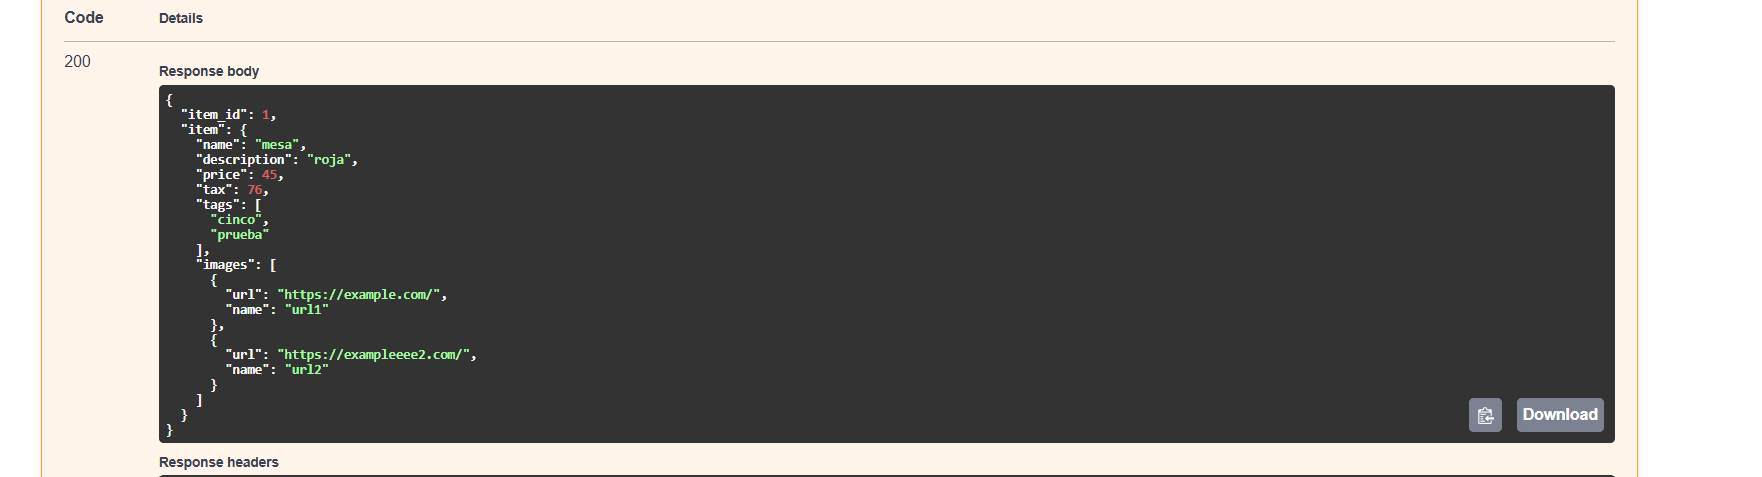 Code Details
200
Response body
{
  "item_id": 1,
  "item": {
    "name": "mesa",
    "description": "roja",
    "price": 45,
    "tax": 76,
    "tags": [
      "cinco",
      "prueba"
    ],
    "images": [
      {
        "url": "https://example.com/",
        "name": "url1"
      },
      {
        "url": "https://exampleeee2.com/",
        "name": "url2"
      }
    ]
  }
}
Download
Response headers